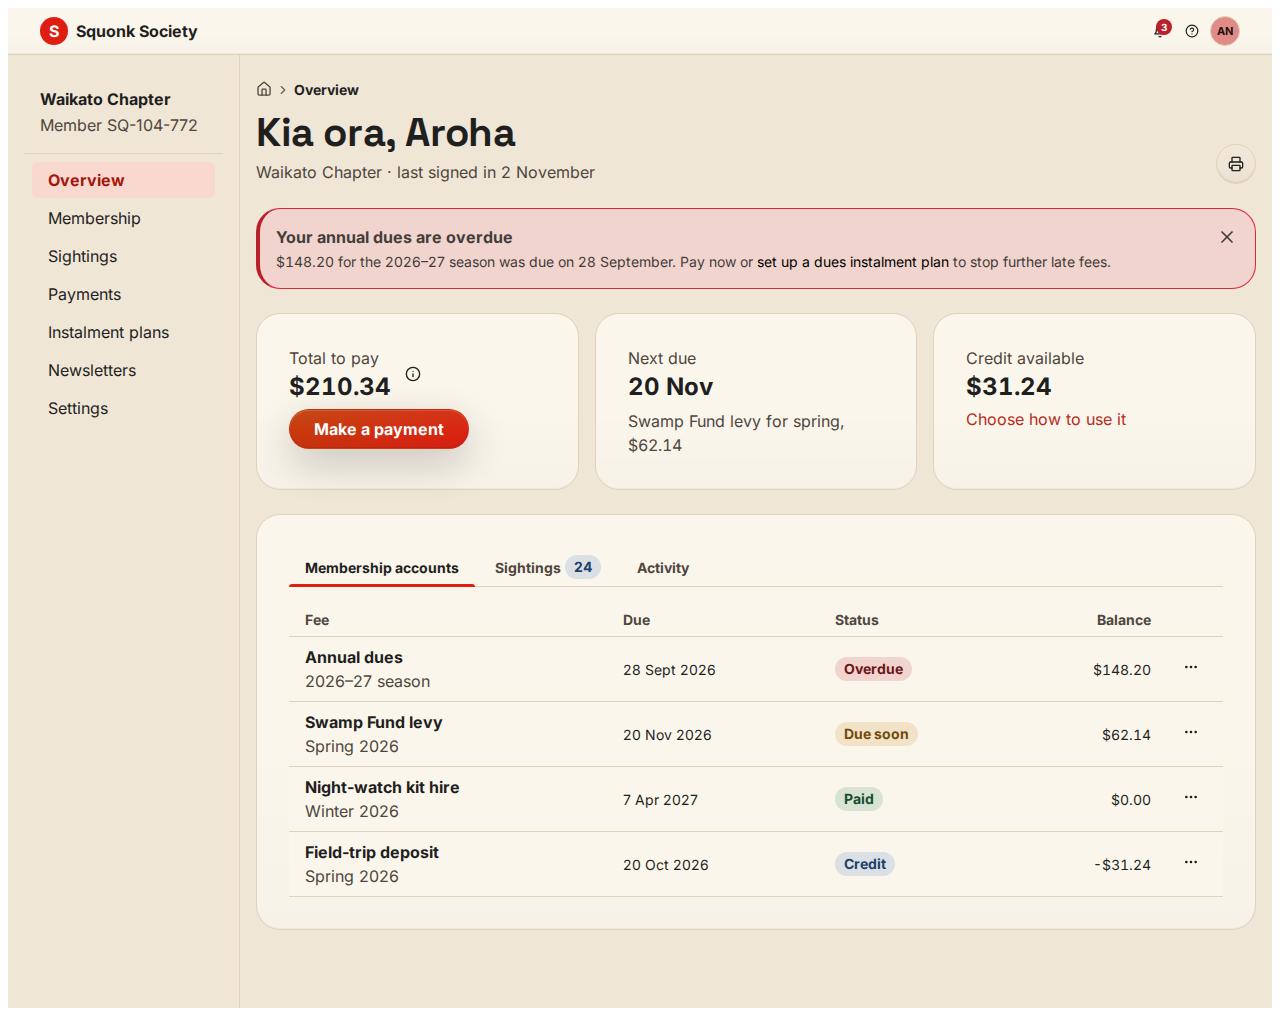 S Squonk Society
3
AN
Waikato Chapter
Member SQ-104-772
Overview
Membership
Sightings
Payments
Instalment plans
Newsletters
Settings
Overview
Kia ora, Aroha
Waikato Chapter · last signed in 2 November
Your annual dues are overdue
$148.20 for the 2026–27 season was due on 28 September. Pay now or set up a dues instalment plan to stop further late fees.
Total to pay
$210.34
Make a payment
Next due
20 Nov
Swamp Fund levy for spring,
$62.14
Credit available
$31.24
Choose how to use it
Membership accounts Sightings 24 Activity
Fee Due Status Balance
Annual dues
2026–27 season
28 Sept 2026 Overdue $148.20
Swamp Fund levy
Spring 2026
20 Nov 2026 Due soon $62.14
Night-watch kit hire
Winter 2026
7 Apr 2027 Paid $0.00
Field-trip deposit
Spring 2026
20 Oct 2026 Credit -$31.24